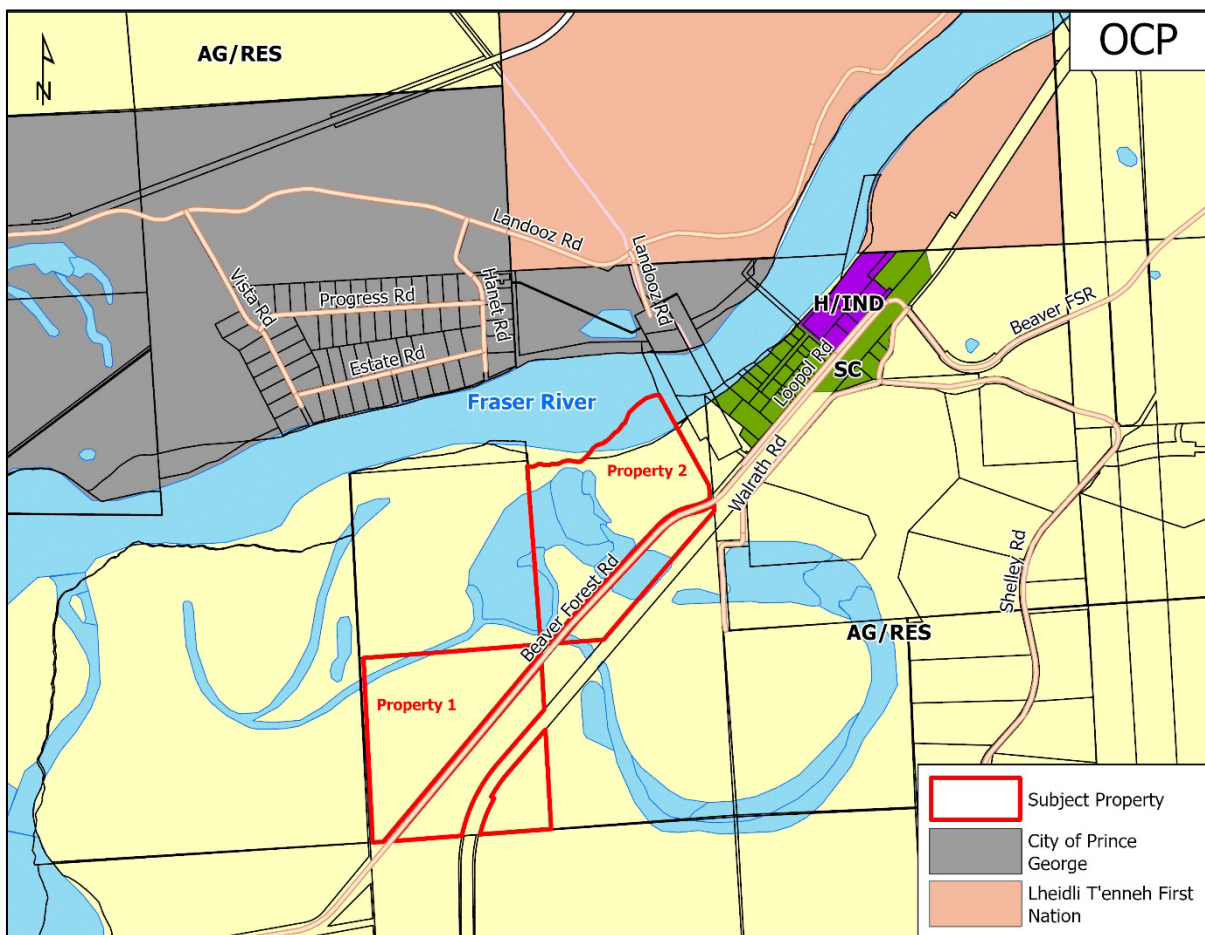 OCP
AG/RES
N
Landooz Rd
Landooz Rd
Vista Rd
Progress Rd
Hanet Rd
Estate Rd
H/IND
Beaver FSR
Loopol Rd
SC
Fraser River
Walrath Rd
Property 2
Shelley Rd
Beaver Forest Rd
AG/RES
Property 1
Subject Property
City of Prince
George
Lheidli T'enneh First
Nation